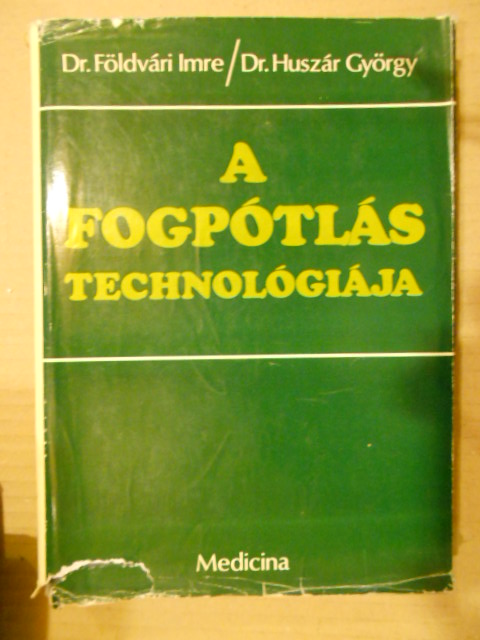 Dr. Földvári Imre/Dr. Huszár György
A
FOGPÓTLÁS
TECHNOLÓGIÁJA
Medicina